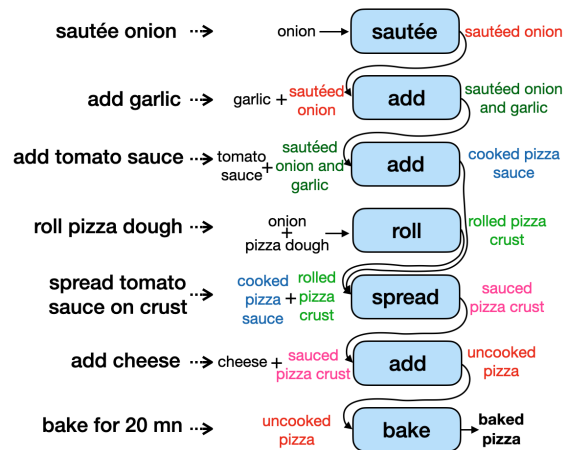 sautée onion
onion
sautée
sautéed onion
add garlic
garlic + sautéed
onion
add
sautéed onion
and garlic
add tomato sauce
tomato
sauce
+
sautéed
onion and
garlic
add
cooked pizza
sauce
roll pizza dough
onion
+
pizza dough
roll
rolled pizza
crust
spread tomato
sauce on crust
cooked
pizza
sauce
+
rolled
pizza
crust
spread
sauced
pizza crust
add cheese
cheese + sauced
pizza crust
add
uncooked
pizza
bake for 20 mn
uncooked
pizza
bake
baked
pizza